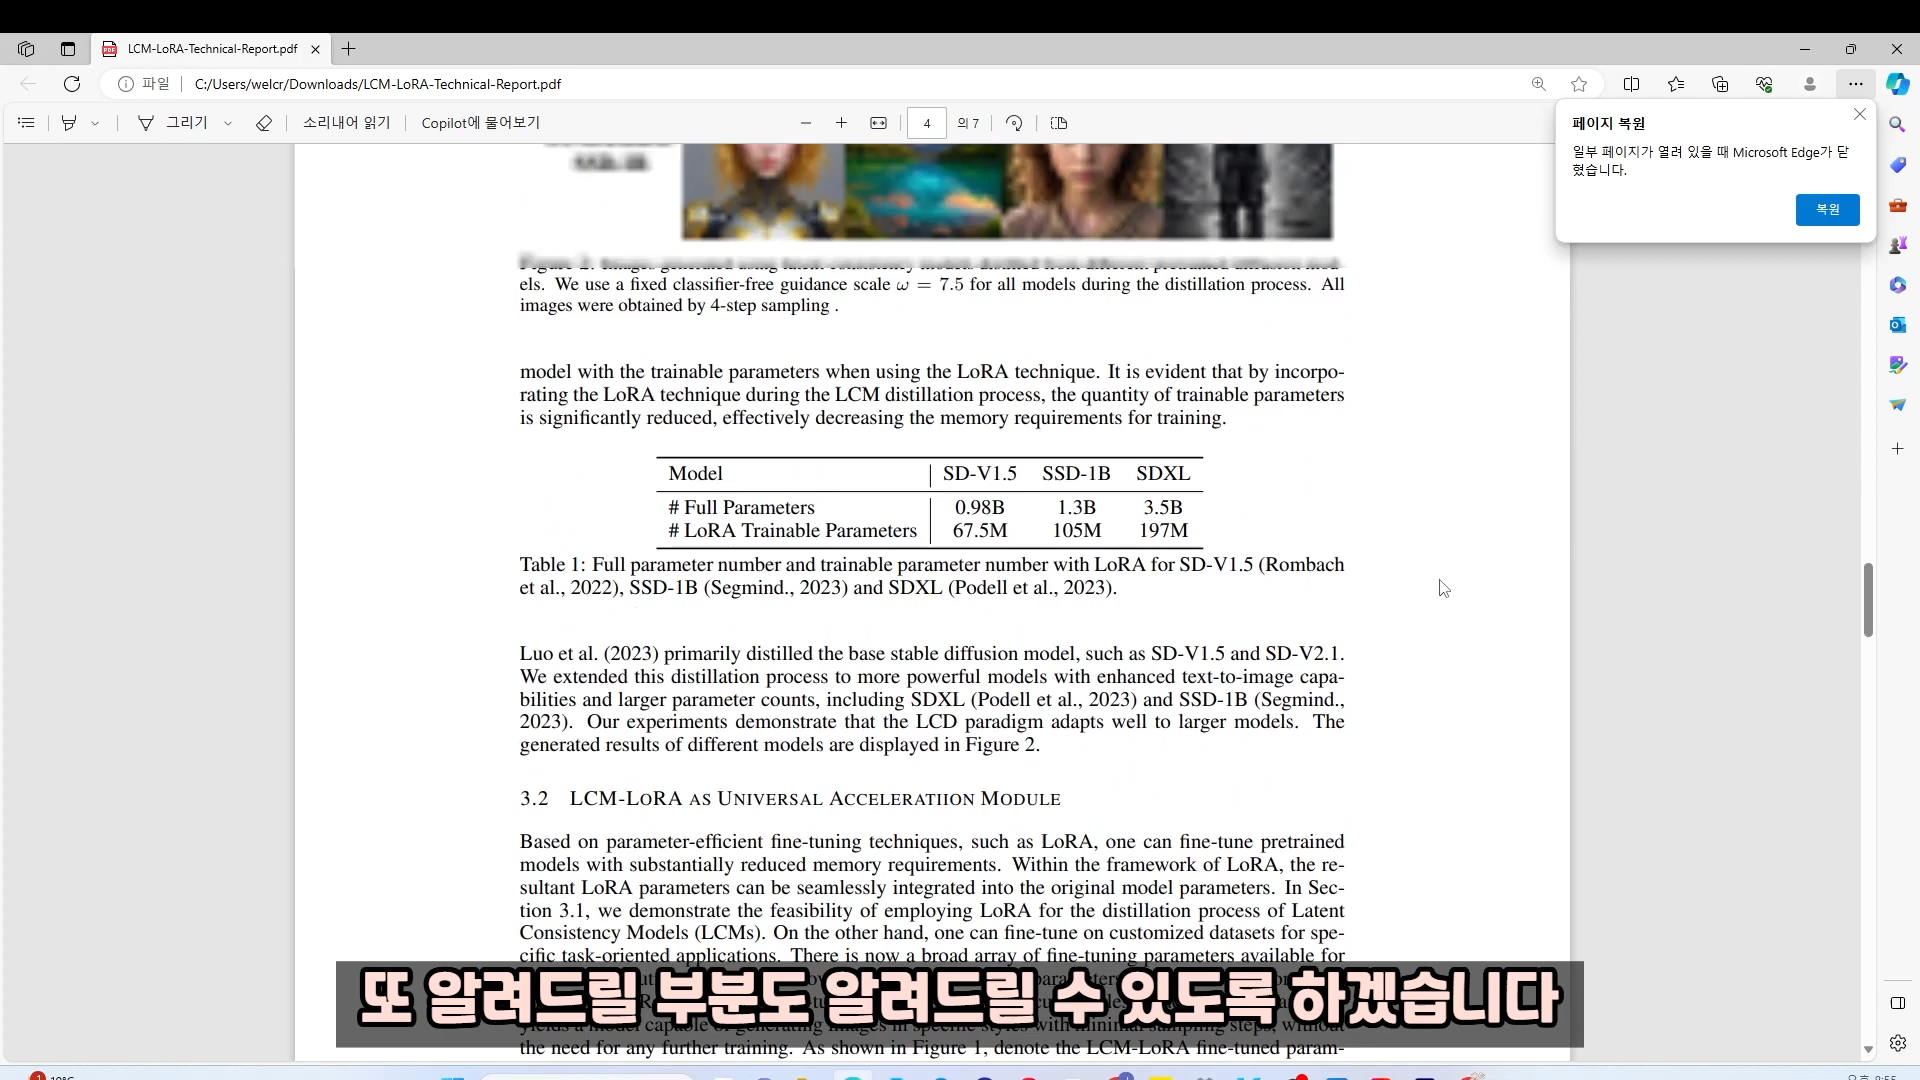 LCM-LoRA-Technical-Report.pdf
파일
C:/Users/welcr/Downloads/LCM-LoRA-Technical-Report.pdf
그리기
소리내어 읽기
Copilot에 물어보기
4
의 7
페이지 복원
일부 페이지가 열려 있을 때 Microsoft Edge가 닫
혔습니다.
복원
Figure 2: Images generated using latent consistency models distilled from different pretrained diffusion mod-
els. We use a fixed classifier-free guidance scale ω = 7.5 for all models during the distillation process. All
images were obtained by 4-step sampling .
model with the trainable parameters when using the LoRA technique. It is evident that by incorpo-
rating the LoRA technique during the LCM distillation process, the quantity of trainable parameters
is significantly reduced, effectively decreasing the memory requirements for training.
Model SD-V1.5 SSD-1B SDXL
# Full Parameters 0.98B 1.3B 3.5B
# LoRA Trainable Parameters 67.5M 105M 197M
Table 1: Full parameter number and trainable parameter number with LoRA for SD-V1.5 (Rombach
et al., 2022), SSD-1B (Segmind., 2023) and SDXL (Podell et al., 2023).
Luo et al. (2023) primarily distilled the base stable diffusion model, such as SD-V1.5 and SD-V2.1.
We extended this distillation process to more powerful models with enhanced text-to-image capa-
bilities and larger parameter counts, including SDXL (Podell et al., 2023) and SSD-1B (Segmind.,
2023). Our experiments demonstrate that the LCD paradigm adapts well to larger models. The
generated results of different models are displayed in Figure 2.
3.2 LCM-LORA AS UNIVERSAL ACCELERATIION MODULE
Based on parameter-efficient fine-tuning techniques, such as LoRA, one can fine-tune pretrained
models with substantially reduced memory requirements. Within the framework of LoRA, the re-
sultant LoRA parameters can be seamlessly integrated into the original model parameters. In Sec-
tion 3.1, we demonstrate the feasibility of employing LoRA for the distillation process of Latent
Consistency Models (LCMs). On the other hand, one can fine-tune on customized datasets for spe-
cific task-oriented applications. There is now a broad array of fine-tuning parameters available for
또 알려드릴 부분도 알려드릴 수 있도록 하겠습니다
yields a model capable of generating images in specific styles with minimal sampling steps, without
the need for any further training. As shown in Figure 1, denote the LCM-LoRA fine-tuned param-